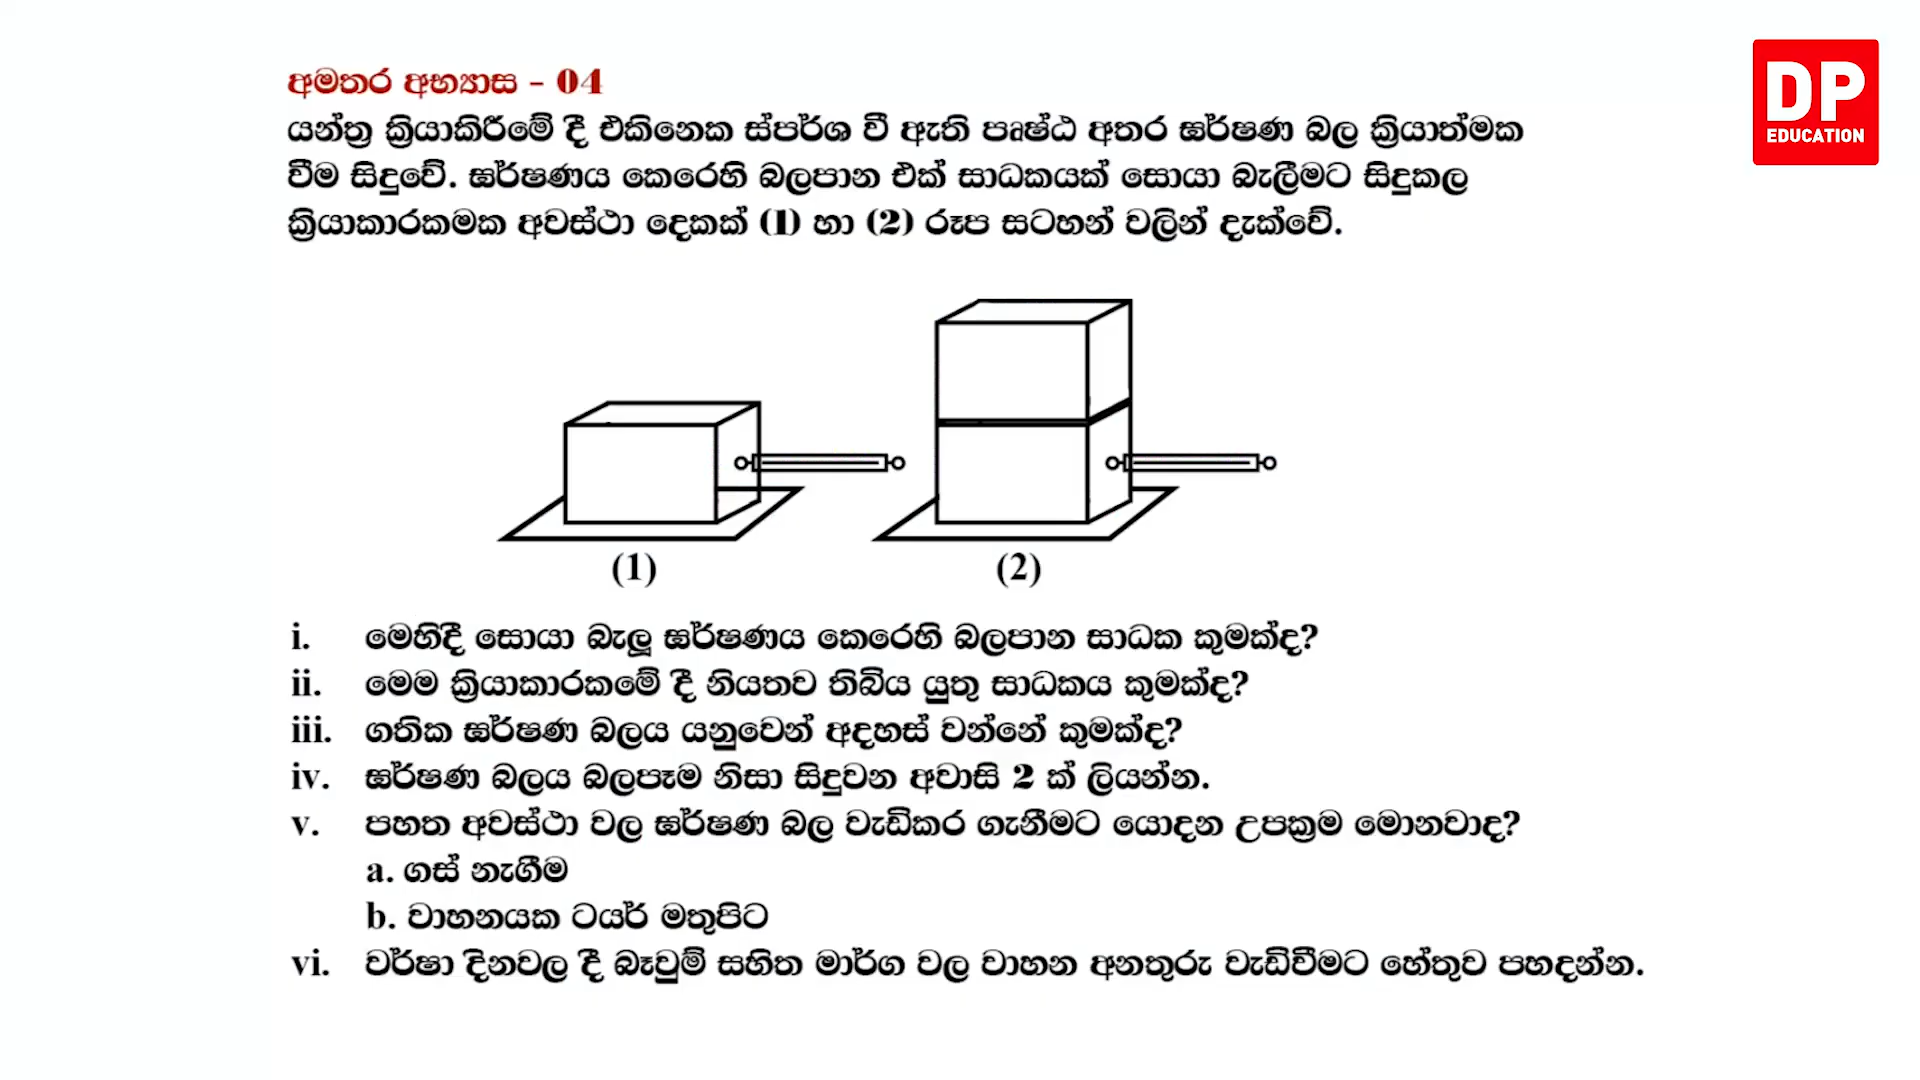 DP
EDUCATION
අමතර අභ්‍යාස - 04
යන්ත්‍ර ක්‍රියාකිරීමේ දී එකිනෙක ස්පර්ශ වී ඇති පෘෂ්ඨ අතර ඝර්ෂණ බල ක්‍රියාත්මක
වීම සිදුවේ. ඝර්ෂණය කෙරෙහි බලපාන එක් සාධකයක් සොයා බැලීමට සිදුකල
ක්‍රියාකාරකමක අවස්ථා දෙකක් (1) හා (2) රූප සටහන් වලින් දැක්වේ.
(1) (2)
i. මෙහිදී සොයා බැලූ ඝර්ෂණය කෙරෙහි බලපාන සාධක කුමක්ද?
ii. මෙම ක්‍රියාකාරකමේ දී නියතව තිබිය යුතු සාධකය කුමක්ද?
iii. ගතික ඝර්ෂණ බලය යනුවෙන් අදහස් වන්නේ කුමක්ද?
iv. ඝර්ෂණ බලය බලපෑම නිසා සිදුවන අවාසි 2 ක් ලියන්න.
v. පහත අවස්ථා වල ඝර්ෂණ බල වැඩිකර ගැනීමට යොදන උපක්‍රම මොනවාද?
a. ගස් නැගීම
b. වාහනයක ටයර් මතුපිට
vi. වර්ෂා දිනවල දී බෑවුම් සහිත මාර්ග වල වාහන අනතුරු වැඩිවීමට හේතුව පහදන්න.